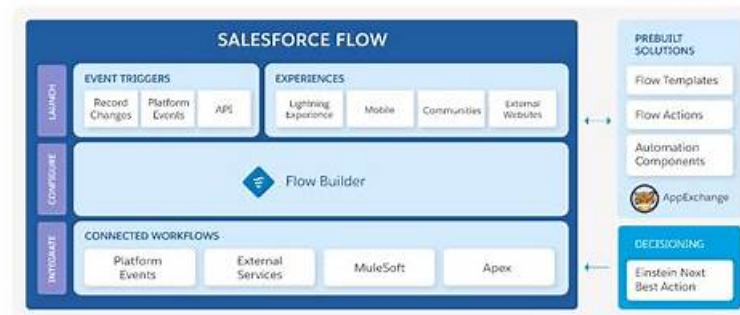 SALESFORCE FLOW
LAUNCH
EVENT TRIGGERS
Record
Changes
Platform
Events
API
EXPERIENCES
Lightning
Experience
Mobile
Communities
External
Websites
CONFIGURE
Flow Builder
INTEGRATE
CONNECTED WORKFLOWS
Platform
Events
External
Services
MuleSoft
Apex
PREBUILT
SOLUTIONS
Flow Templates
Flow Actions
Automation
Components
AppExchange
DECISIONING
Einstein Next
Best Action